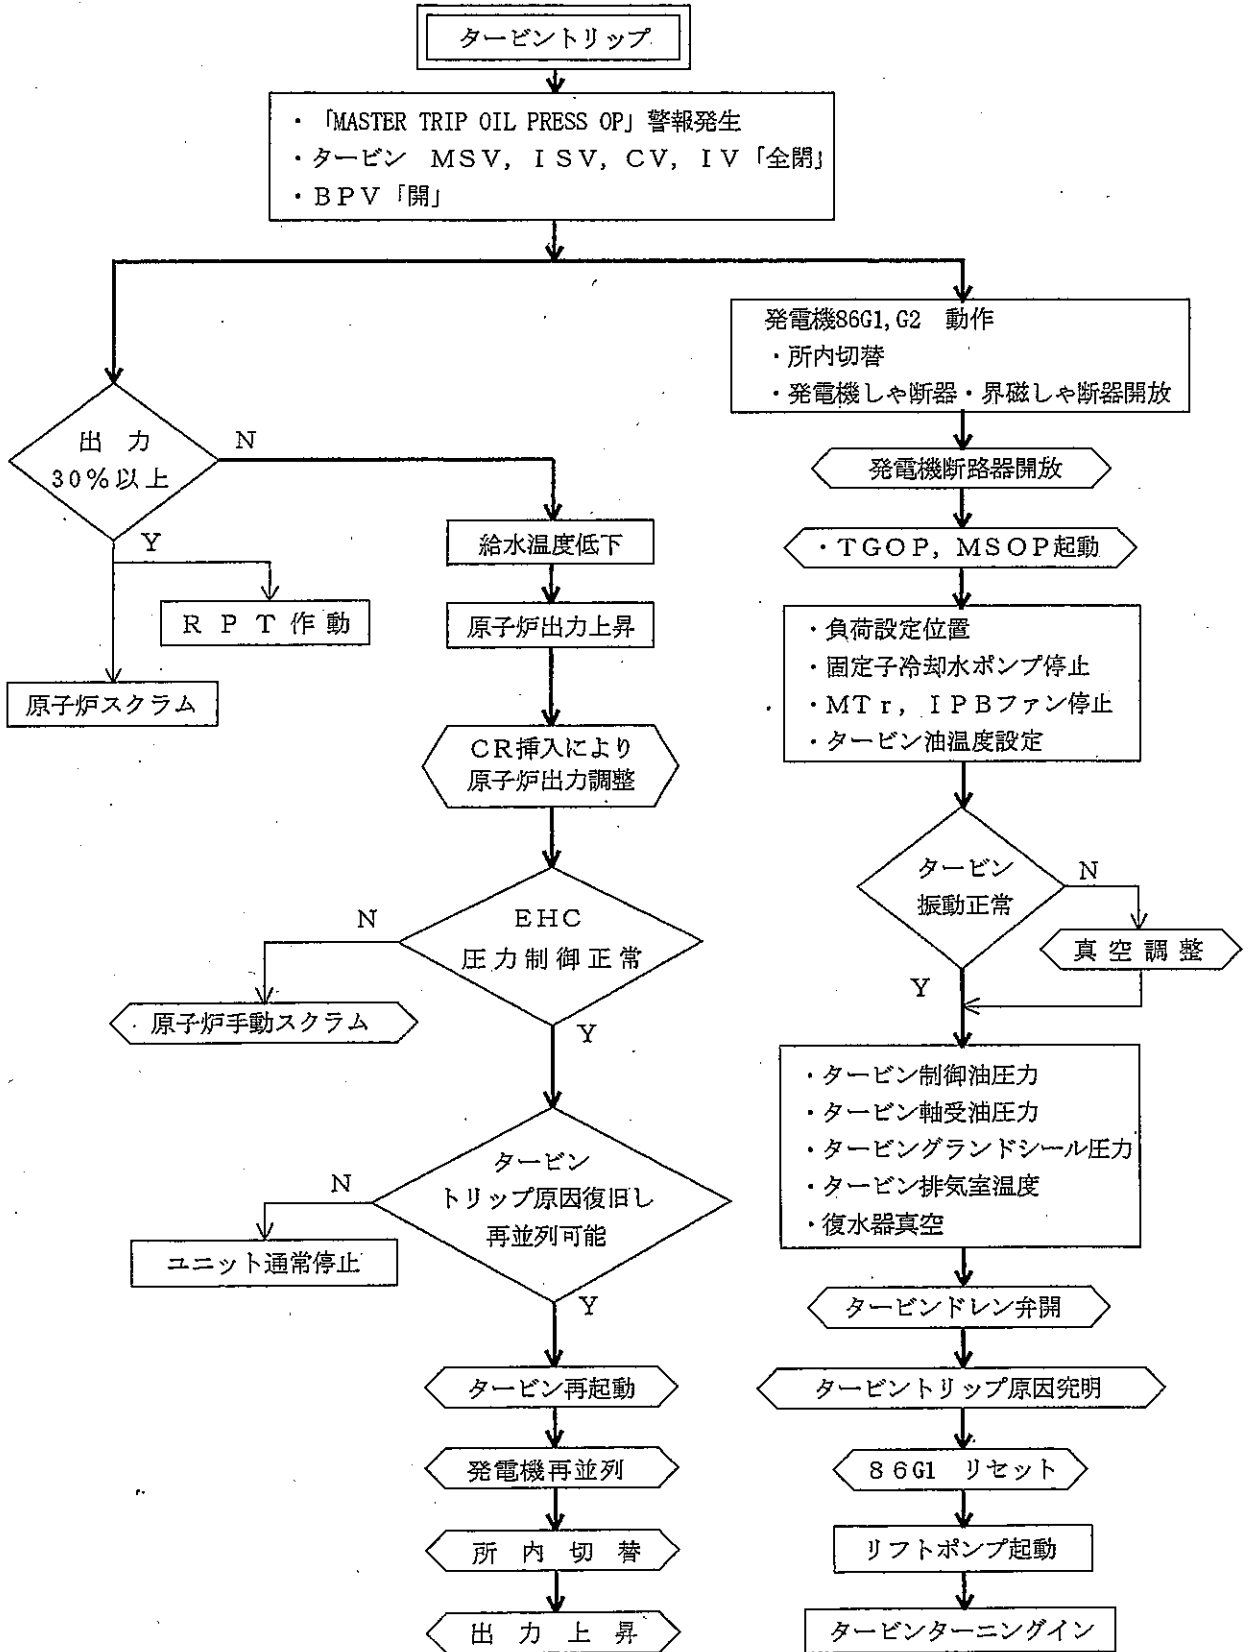 タービントリップ
・「MASTER TRIP OIL PRESS OP」警報発生
・タービン MSV, ISV, CV, IV「全閉」
・BPV「開」
出 力
30%以上
N
Y
RPT作動
原子炉スクラム
給水温度低下
原子炉出力上昇
CR挿入により
原子炉出力調整
EHC
圧力制御正常
N
原子炉手動スクラム
Y
タービン
トリップ原因復旧し
再並列可能
N
ユニット通常停止
Y
タービン再起動
発電機再並列
所 内 切 替
出 力 上 昇
発電機86G1,G2 動作
・所内切替
・発電機しゃ断器・界磁しゃ断器開放
発電機断路器開放
・TGOP, MSOP起動
・負荷設定位置
・固定子冷却水ポンプ停止
・MTr, IPBファン停止
・タービン油温度設定
タービン
振動正常
N
真 空 調 整
Y
・タービン制御油圧力
・タービン軸受油圧力
・タービングランドシール圧力
・タービン排気室温度
・復水器真空
タービンドレン弁開
タービントリップ原因究明
86G1 リセット
リフトポンプ起動
タービンターニングイン